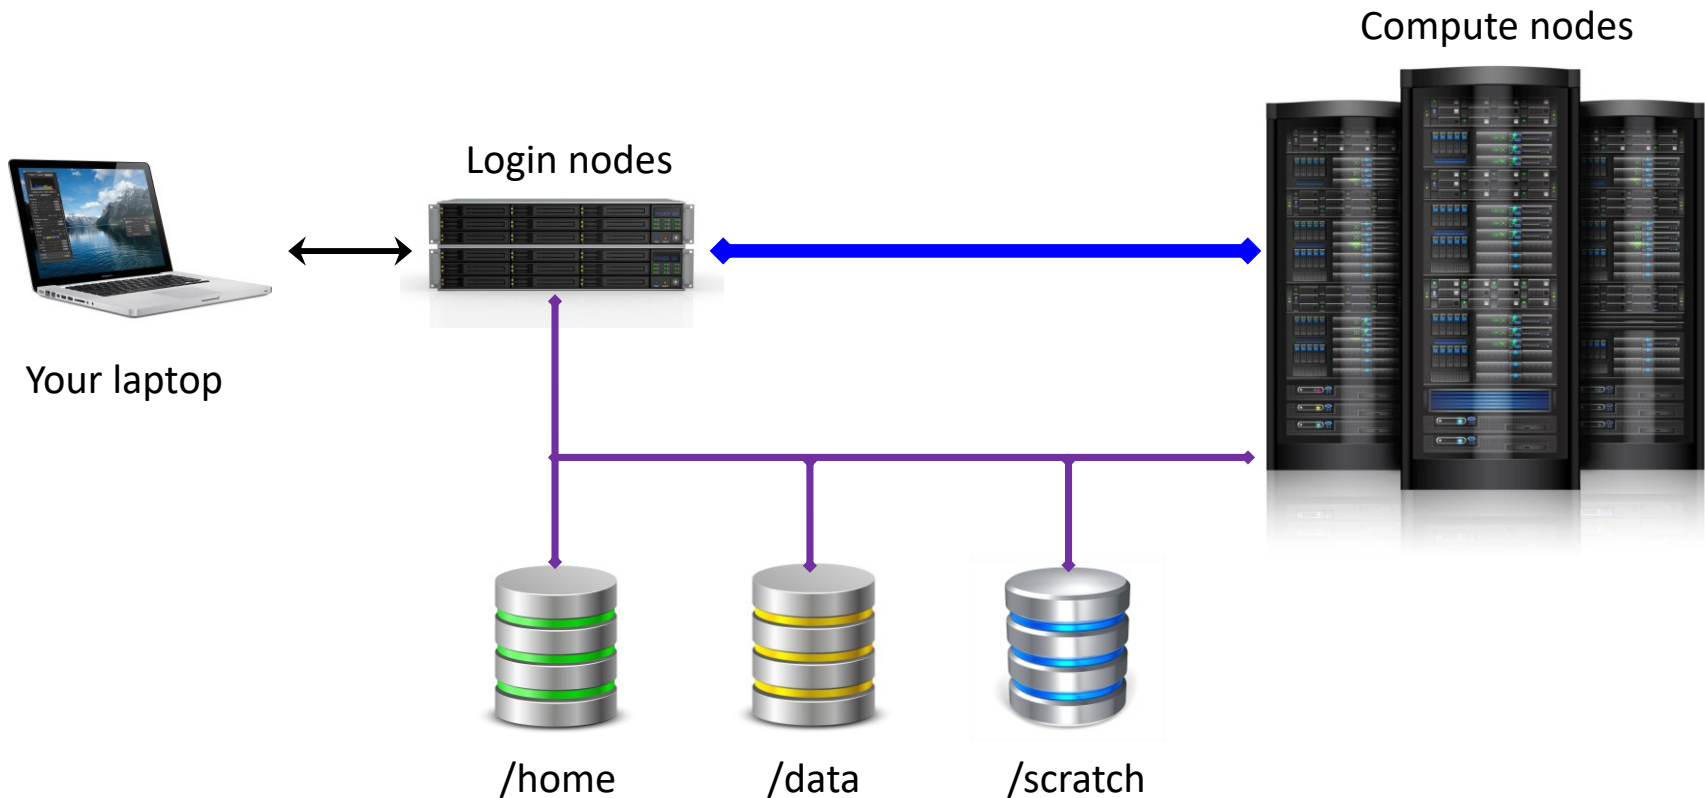 Compute nodes
Login nodes
Your laptop
/home
/data
/scratch